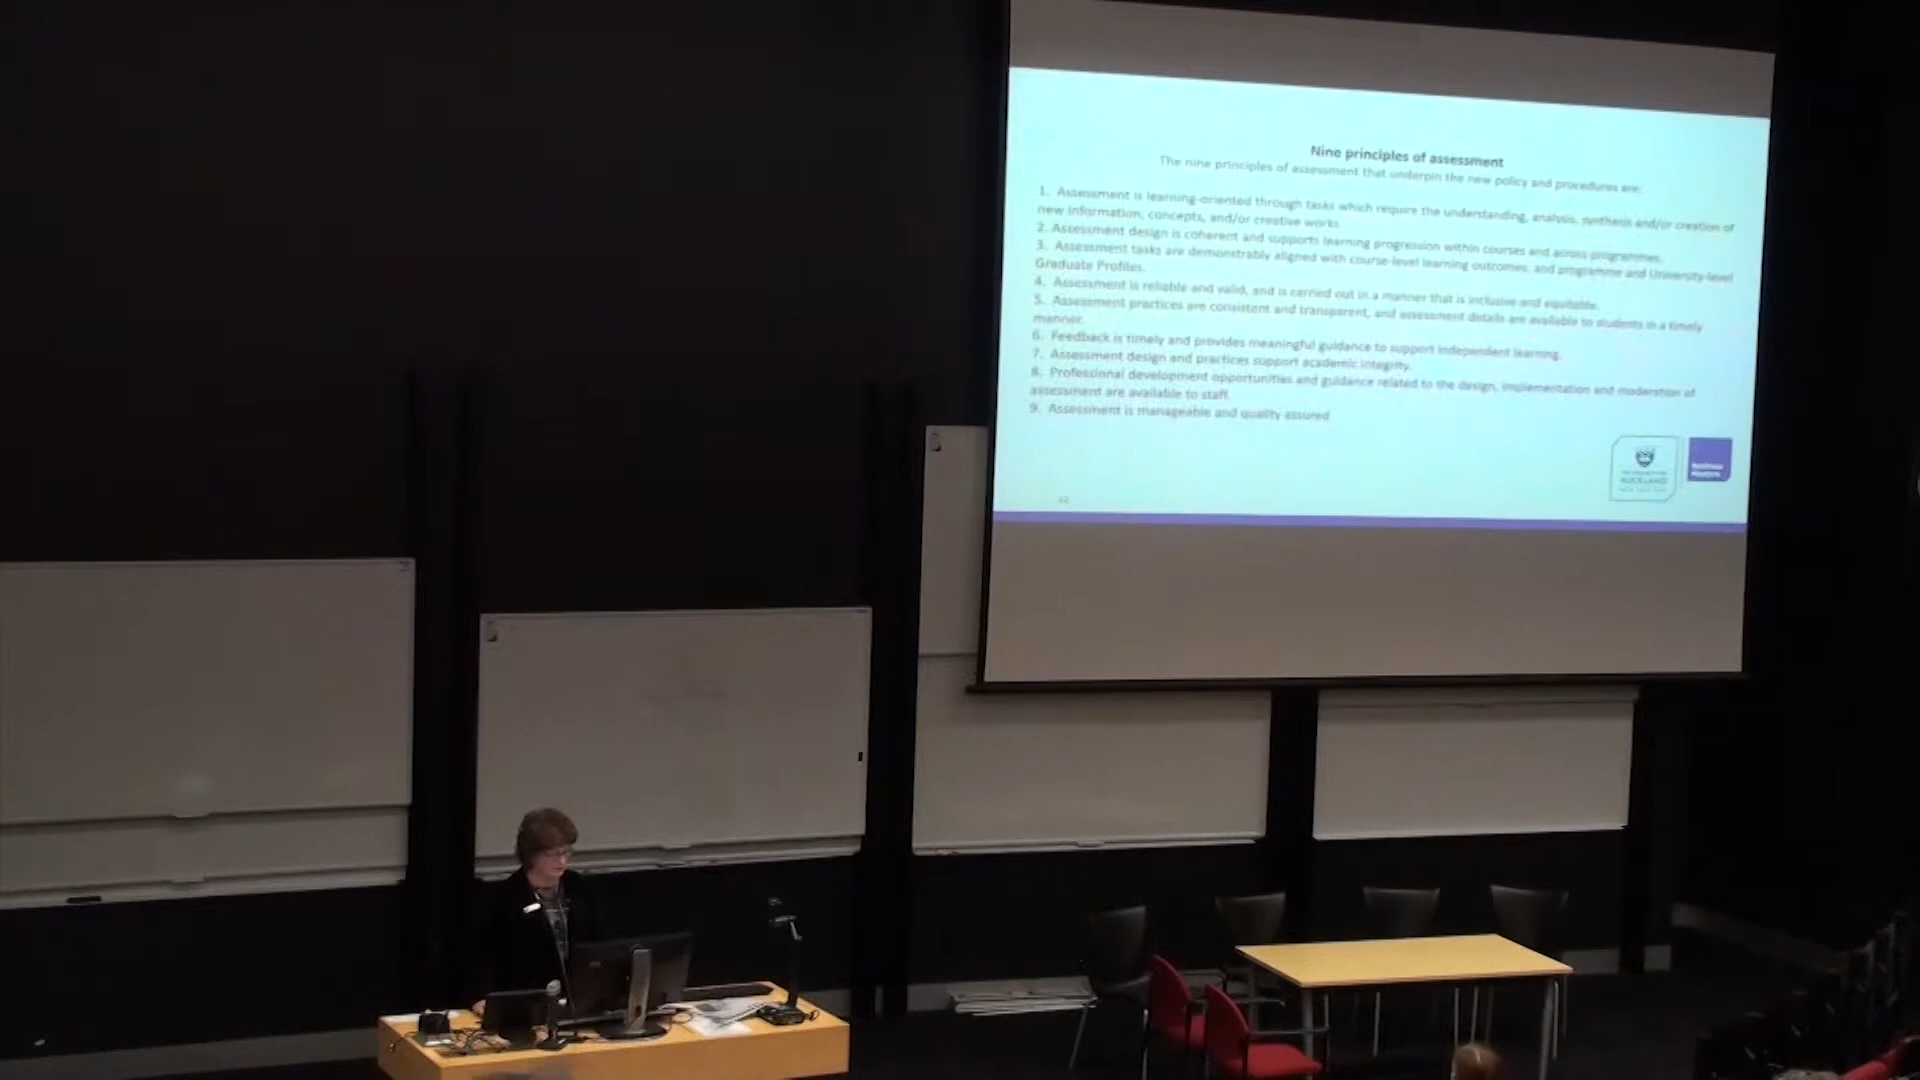 Nine principles of assessment
The nine principles of assessment that underpin the new policy and procedures are:
1. Assessment is learning-oriented through tasks which require the understanding, analysis, synthesis and/or creation of
new information, concepts, and/or creative works.
2. Assessment design is coherent and supports learning progression within courses and across programmes.
3. Assessment tasks are demonstrably aligned with course-level learning outcomes, and programme and University-level
Graduate Profiles.
4. Assessment is reliable and valid, and is carried out in a manner that is inclusive and equitable.
5. Assessment practices are consistent and transparent, and assessment details are available to students in a timely
manner.
6. Feedback is timely and provides meaningful guidance to support independent learning.
7. Assessment design and practices support academic integrity.
8. Professional development opportunities and guidance related to the design, implementation and moderation of
assessment are available to staff.
9. Assessment is manageable and quality assured
AUCKLAND